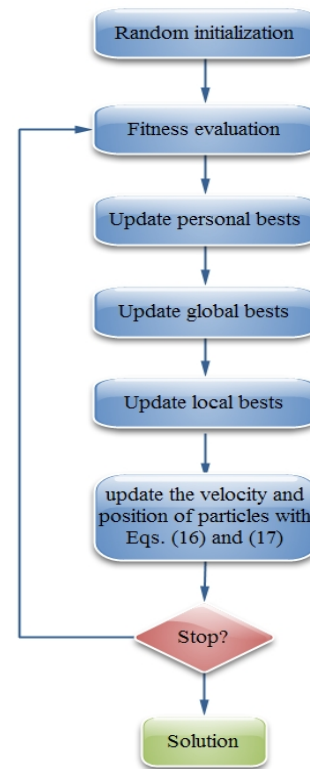 Random initialization
Fitness evaluation
Update personal bests
Update global bests
Update local bests
update the velocity and
position of particles with
Eqs. (16) and (17)
Stop?
Solution